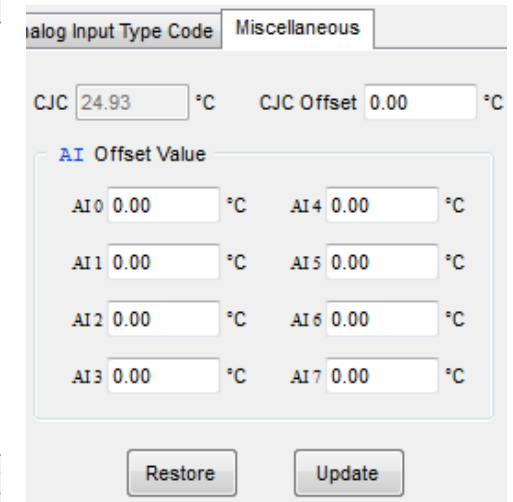 nalog Input Type Code Miscellaneous
CJC 24.93 °C CJC Offset 0.00 °C
AI Offset Value
AI 0 0.00 °C AI 4 0.00 °C
AI 1 0.00 °C AI 5 0.00 °C
AI 2 0.00 °C AI 6 0.00 °C
AI 3 0.00 °C AI 7 0.00 °C
Restore Update